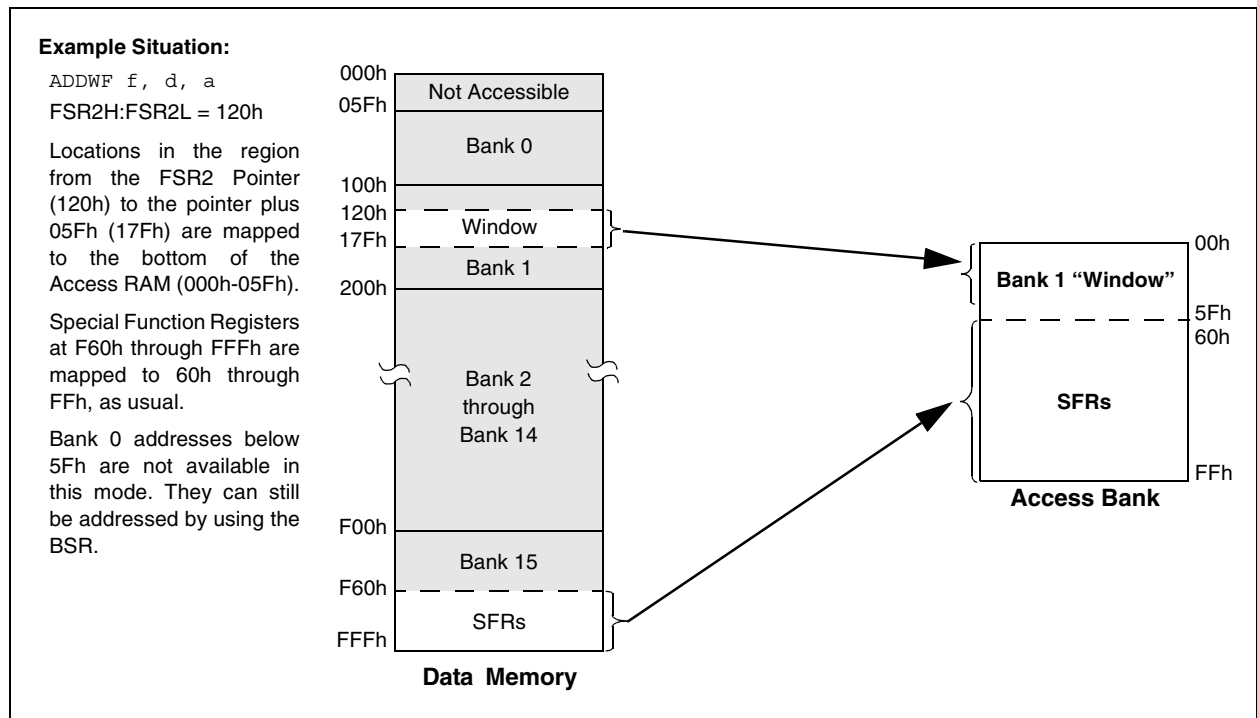 Example Situation:
ADDWF f, d, a
FSR2H:FSR2L = 120h
Locations in the region
from the FSR2 Pointer
(120h) to the pointer plus
05Fh (17Fh) are mapped
to the bottom of the
Access RAM (000h-05Fh).
Special Function Registers
at F60h through FFFh are
mapped to 60h through
FFh, as usual.
Bank 0 addresses below
5Fh are not available in
this mode. They can still
be addressed by using the
BSR.
000h
Not Accessible
05Fh
Bank 0
100h
120h
Window
17Fh
Bank 1
200h
Bank 2
through
Bank 14
F00h
Bank 15
F60h
SFRs
FFFh
Data Memory
00h
Bank 1 “Window”
5Fh
60h
SFRs
FFh
Access Bank